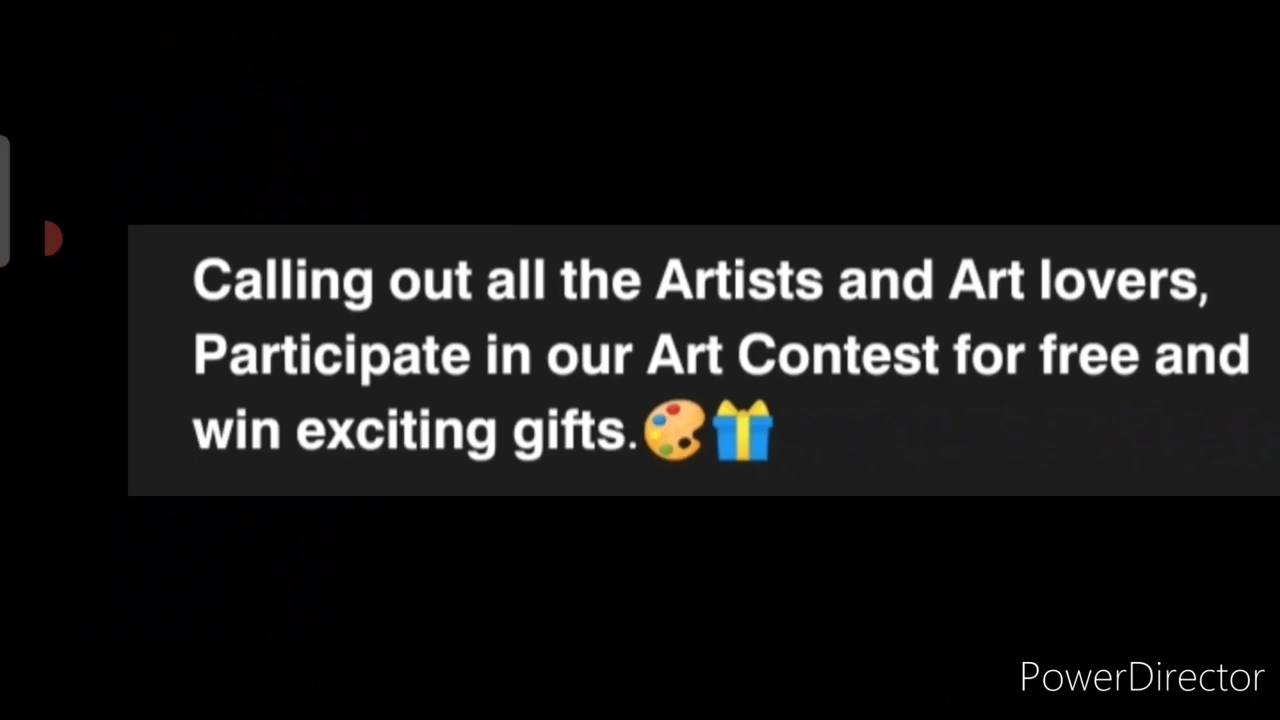 Calling out all the Artists and Art lovers,
Participate in our Art Contest for free and
win exciting gifts.🎨🎁
PowerDirector